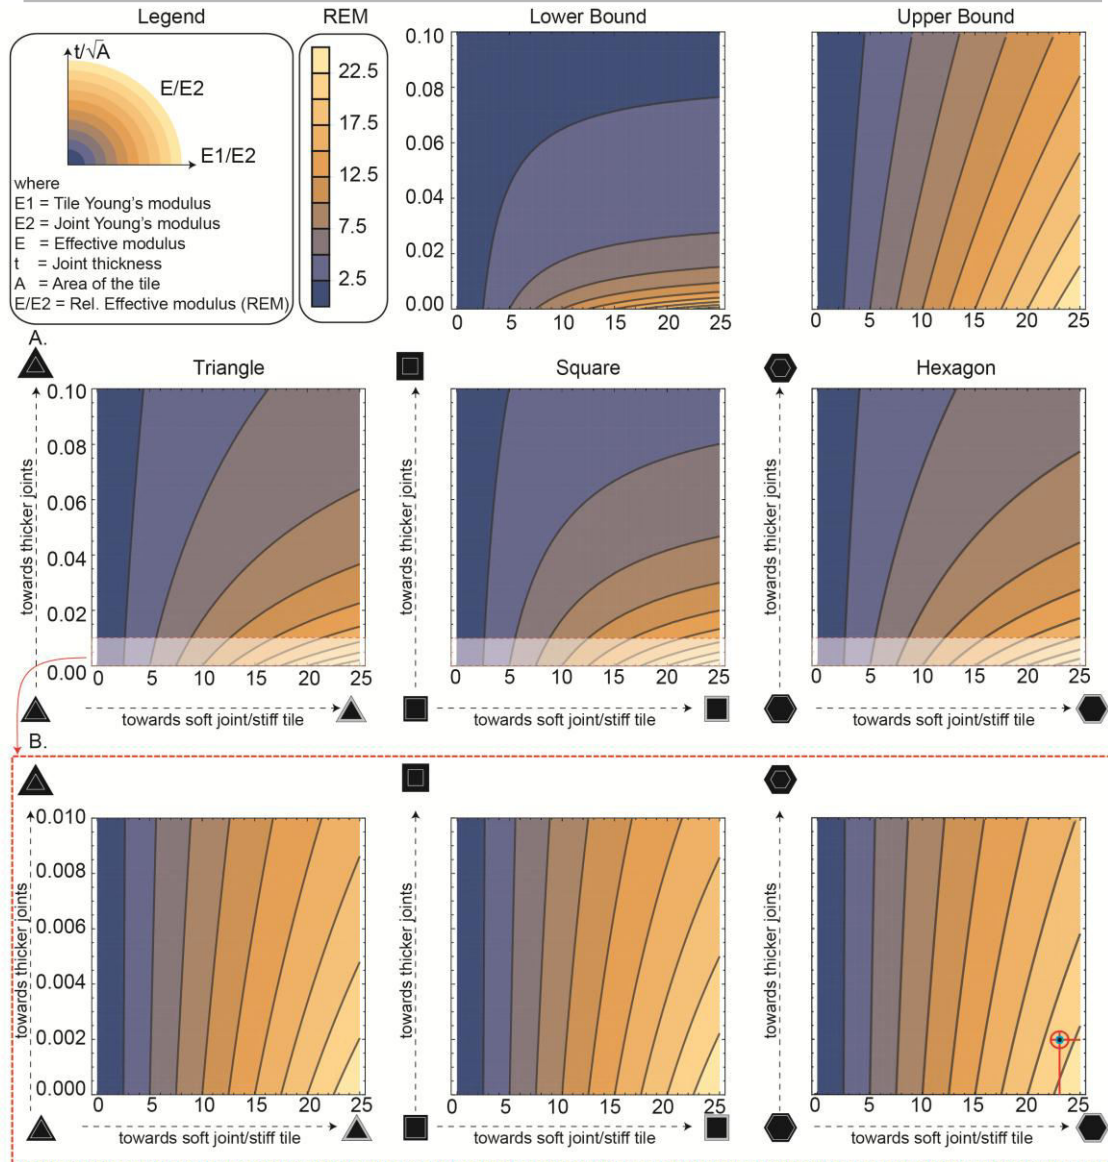 Legend
REM
Lower Bound
Upper Bound
t/√A
E/E2
E1/E2
where
E1 = Tile Young's modulus
E2 = Joint Young's modulus
E = Effective modulus
t = Joint thickness
A = Area of the tile
E/E2 = Rel. Effective modulus (REM)
22.5
17.5
12.5
7.5
2.5
0.10
0.08
0.06
0.04
0.02
0.00
0 5 10 15 20 25
0 5 10 15 20 25
A.
Triangle
Square
Hexagon
0.10
0.08
0.06
0.04
0.02
0.00
towards thicker joints
towards thicker joints
towards thicker joints
0 5 10 15 20 25
0 5 10 15 20 25
0 5 10 15 20 25
towards soft joint/stiff tile
towards soft joint/stiff tile
towards soft joint/stiff tile
B.
0.010
0.008
0.006
0.004
0.002
0.000
towards thicker joints
towards thicker joints
towards thicker joints
0 5 10 15 20 25
0 5 10 15 20 25
0 5 10 15 20 25
towards soft joint/stiff tile
towards soft joint/stiff tile
towards soft joint/stiff tile